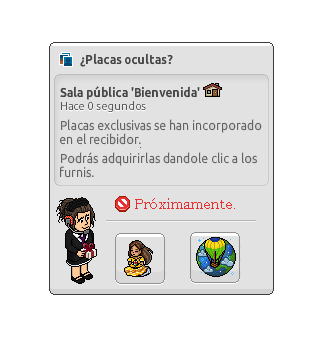 ¿Placas ocultas?
Sala pública 'Bienvenida'
Hace 0 segundos
Placas exclusivas se han incorporado
en el recibidor.
Podrás adquirirlas dandole clic a los
furnis.
Próximamente.